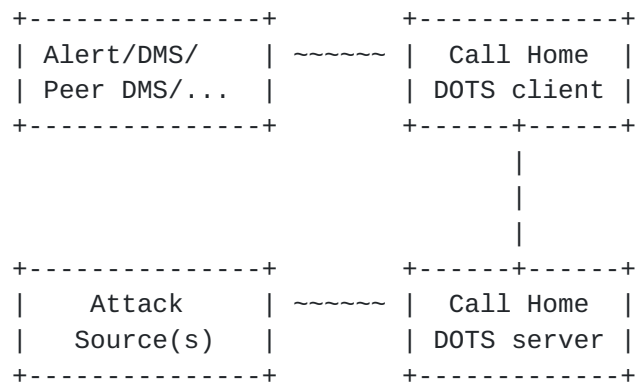 +---------------+       +-------------+
| Alert/DMS/    | ~~~~~~ |  Call Home  |
| Peer DMS/...  |        | DOTS client |
+---------------+       +------+------+
                               |
                               |
                               |
+---------------+       +------+------+
|     Attack    | ~~~~~~ |  Call Home  |
|    Source(s)  |        | DOTS server |
+---------------+       +-------------+